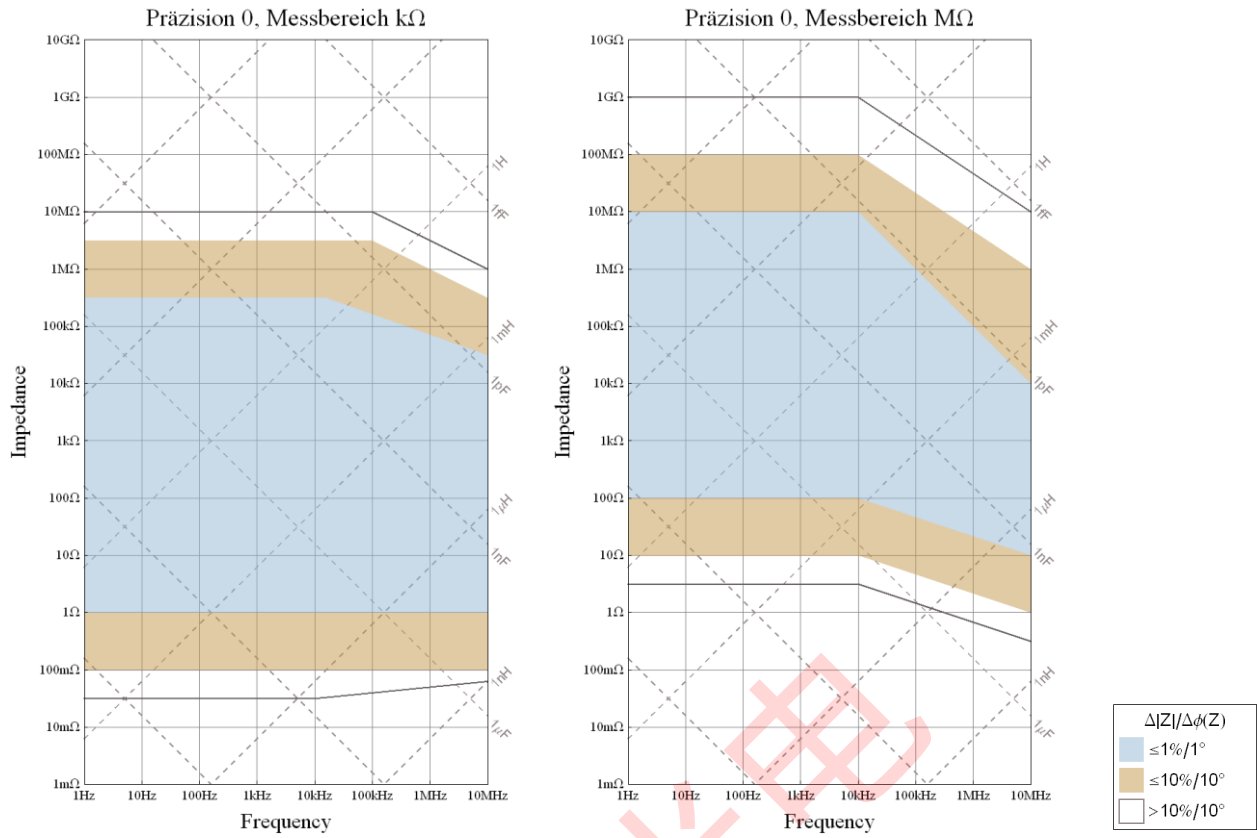 Präzision 0, Messbereich kΩ
10GΩ
1GΩ
100MΩ
10MΩ
1MΩ
100kΩ
10kΩ
1kΩ
100Ω
10Ω
1Ω
100mΩ
10mΩ
1mΩ
Impedance
1Hz 10Hz 100Hz 1kHz 10kHz 100kHz 1MHz 10MHz
Frequency
1H
1fF
1mH
1pF
1μH
1nF
1nH
1μF
Präzision 0, Messbereich MΩ
10GΩ
1GΩ
100MΩ
10MΩ
1MΩ
100kΩ
10kΩ
1kΩ
100Ω
10Ω
1Ω
100mΩ
10mΩ
1mΩ
Impedance
1Hz 10Hz 100Hz 1kHz 10kHz 100kHz 1MHz 10MHz
Frequency
1H
1fF
1mH
1pF
1μH
1nF
1nH
1μF
Δ|Z|/Δϕ(Z)
≤1%/1°
≤10%/10°
>10%/10°
电